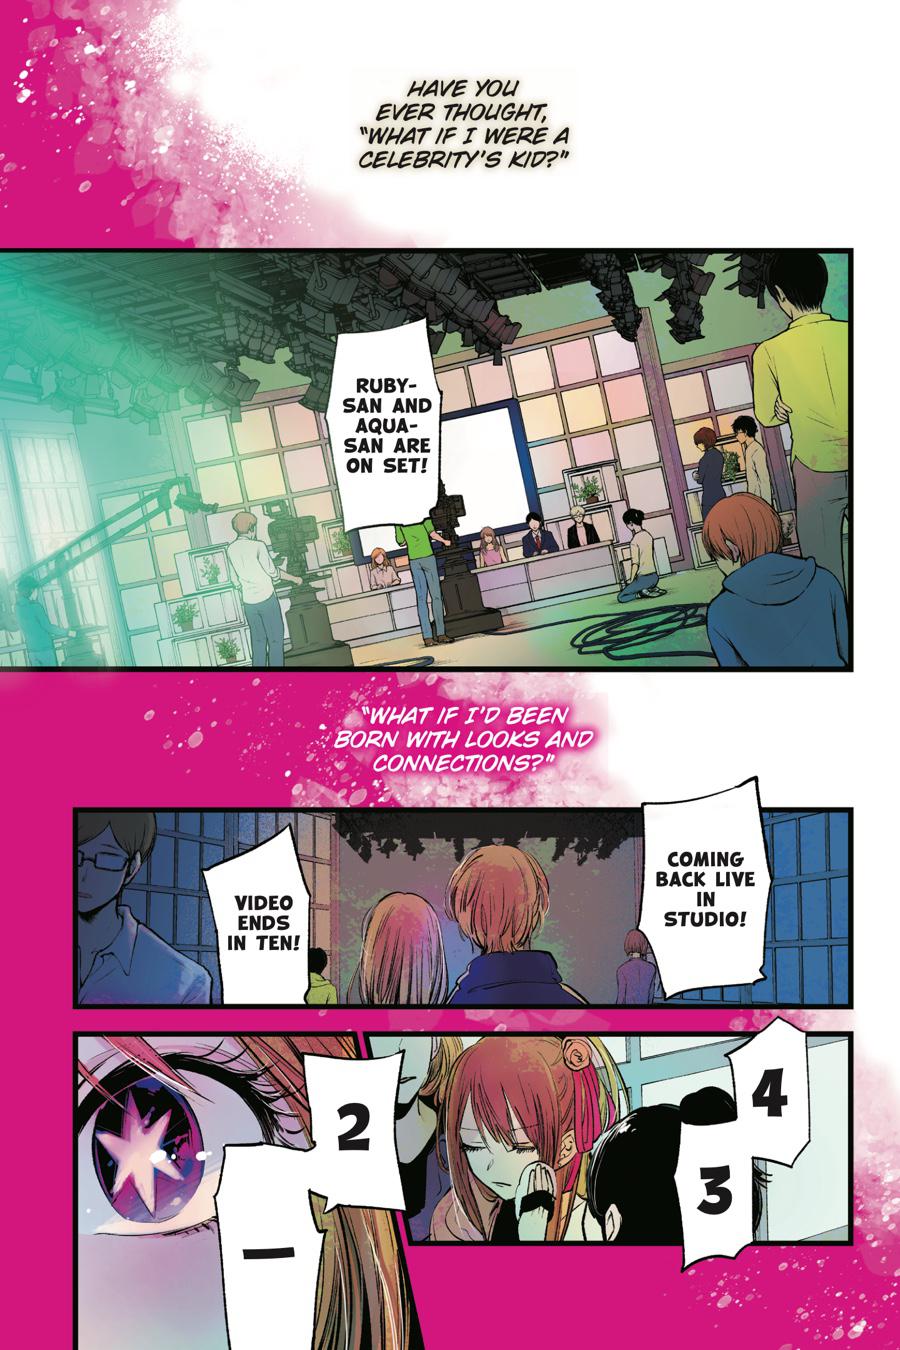 HAVE YOU
EVER THOUGHT,
"WHAT IF I WERE A
CELEBRITY'S KID?"
RUBY-
SAN AND
AQUA-
SAN ARE
ON SET!
"WHAT IF I'D BEEN
BORN WITH LOOKS AND
CONNECTIONS?"
COMING
BACK LIVE
IN
STUDIO!
VIDEO
ENDS
IN TEN!
4
3
2
—